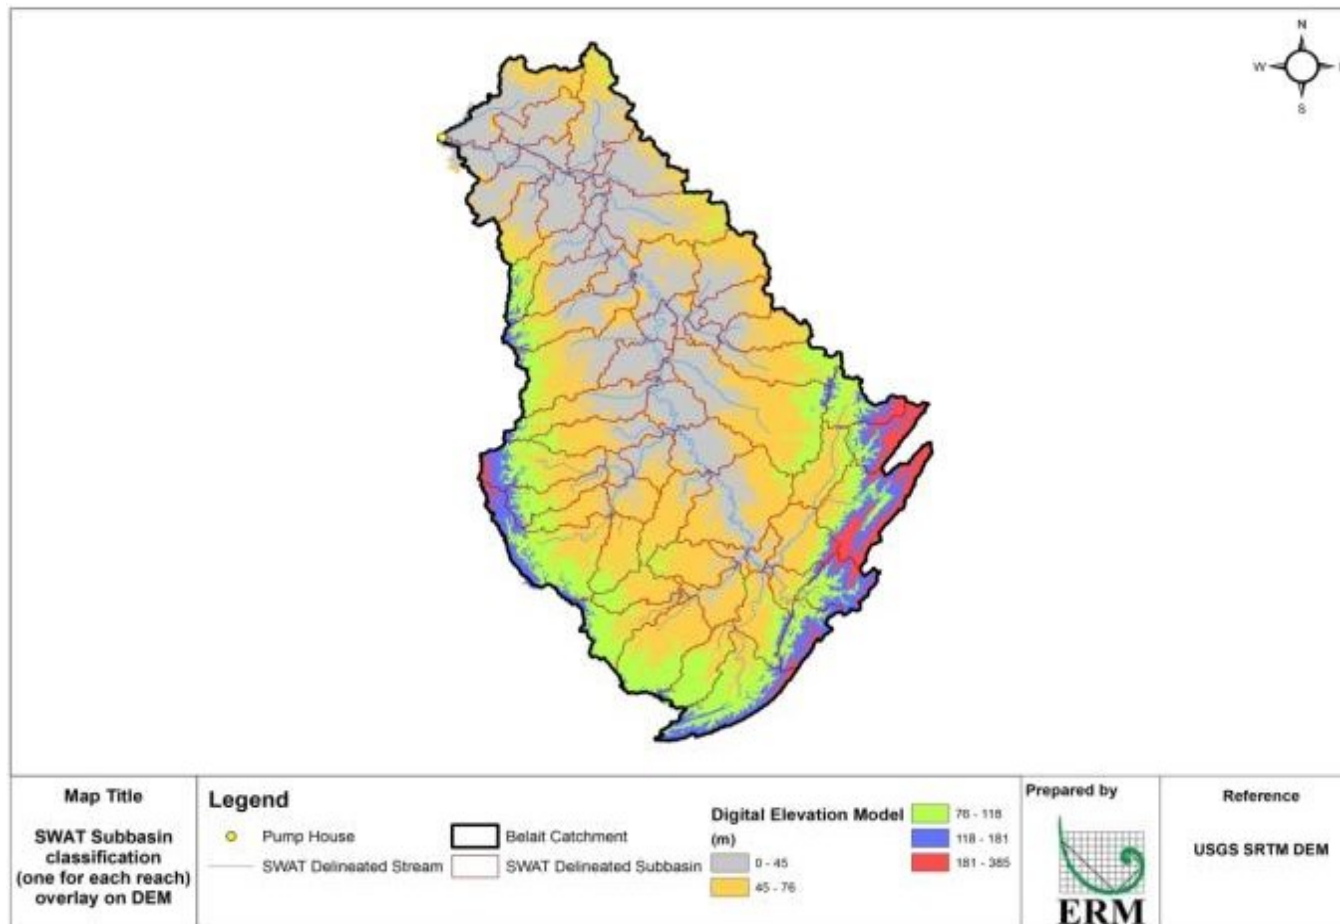 N
W
S
Map Title
SWAT Subbasin
classification
(one for each reach)
overlay on DEM
Legend
Pump House
SWAT Delineated Stream
Belait Catchment
SWAT Delineated Subbasin
Digital Elevation Model
(m)
0 - 45
45 - 76
76 - 118
118 - 181
181 - 385
Prepared by
ERM
Reference
USGS SRTM DEM